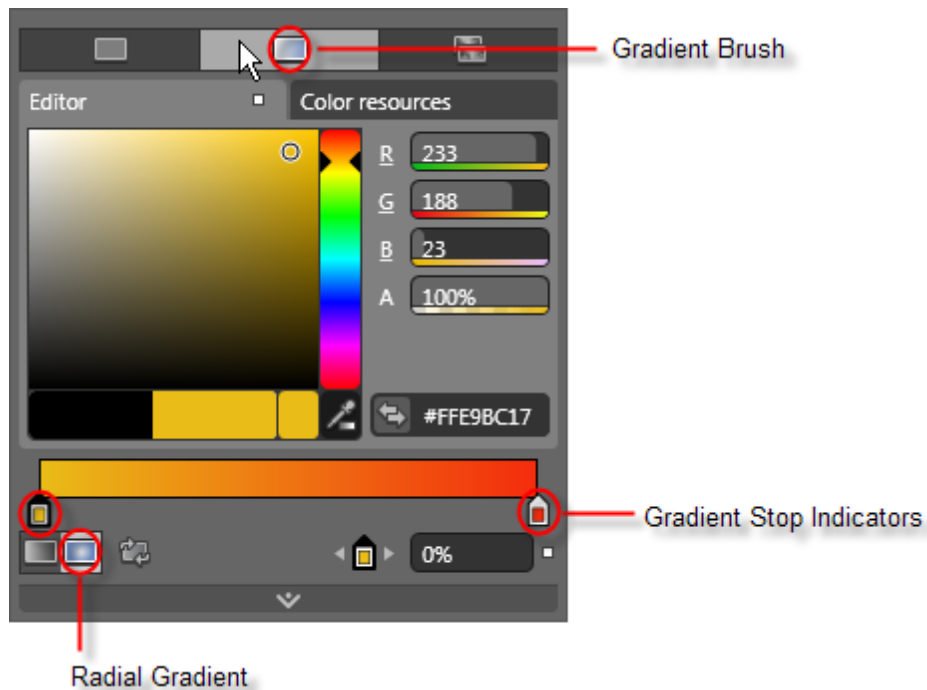 Gradient Brush
Editor
Color resources
R 233
G 188
B 23
A 100%
#FFE9BC17
Gradient Stop Indicators
0%
Radial Gradient